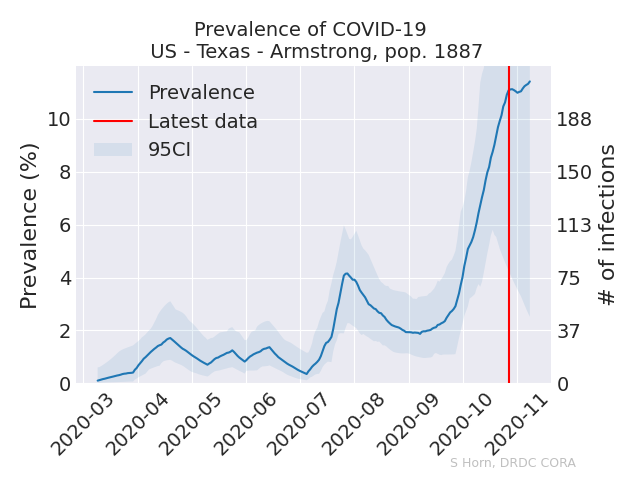 Prevalence of COVID-19
US - Texas - Armstrong, pop. 1887
Prevalence
Latest data
95CI
Prevalence (%)
10
8
6
4
2
0
188
150
113
75
37
0
# of infections
2020-03
2020-04
2020-05
2020-06
2020-07
2020-08
2020-09
2020-10
2020-11
S Horn, DRDC CORA